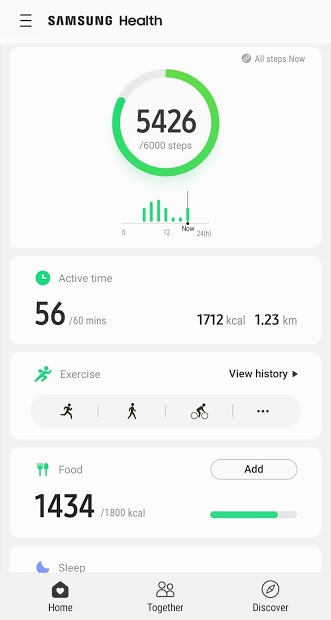 SAMSUNG Health
All steps Now
5426
/6000 steps
0 12 Now 24(h)
Active time
56 /60 mins 1712 kcal 1.23 km
Exercise View history
Food Add
1434 /1800 kcal
Sleep
Home Together Discover